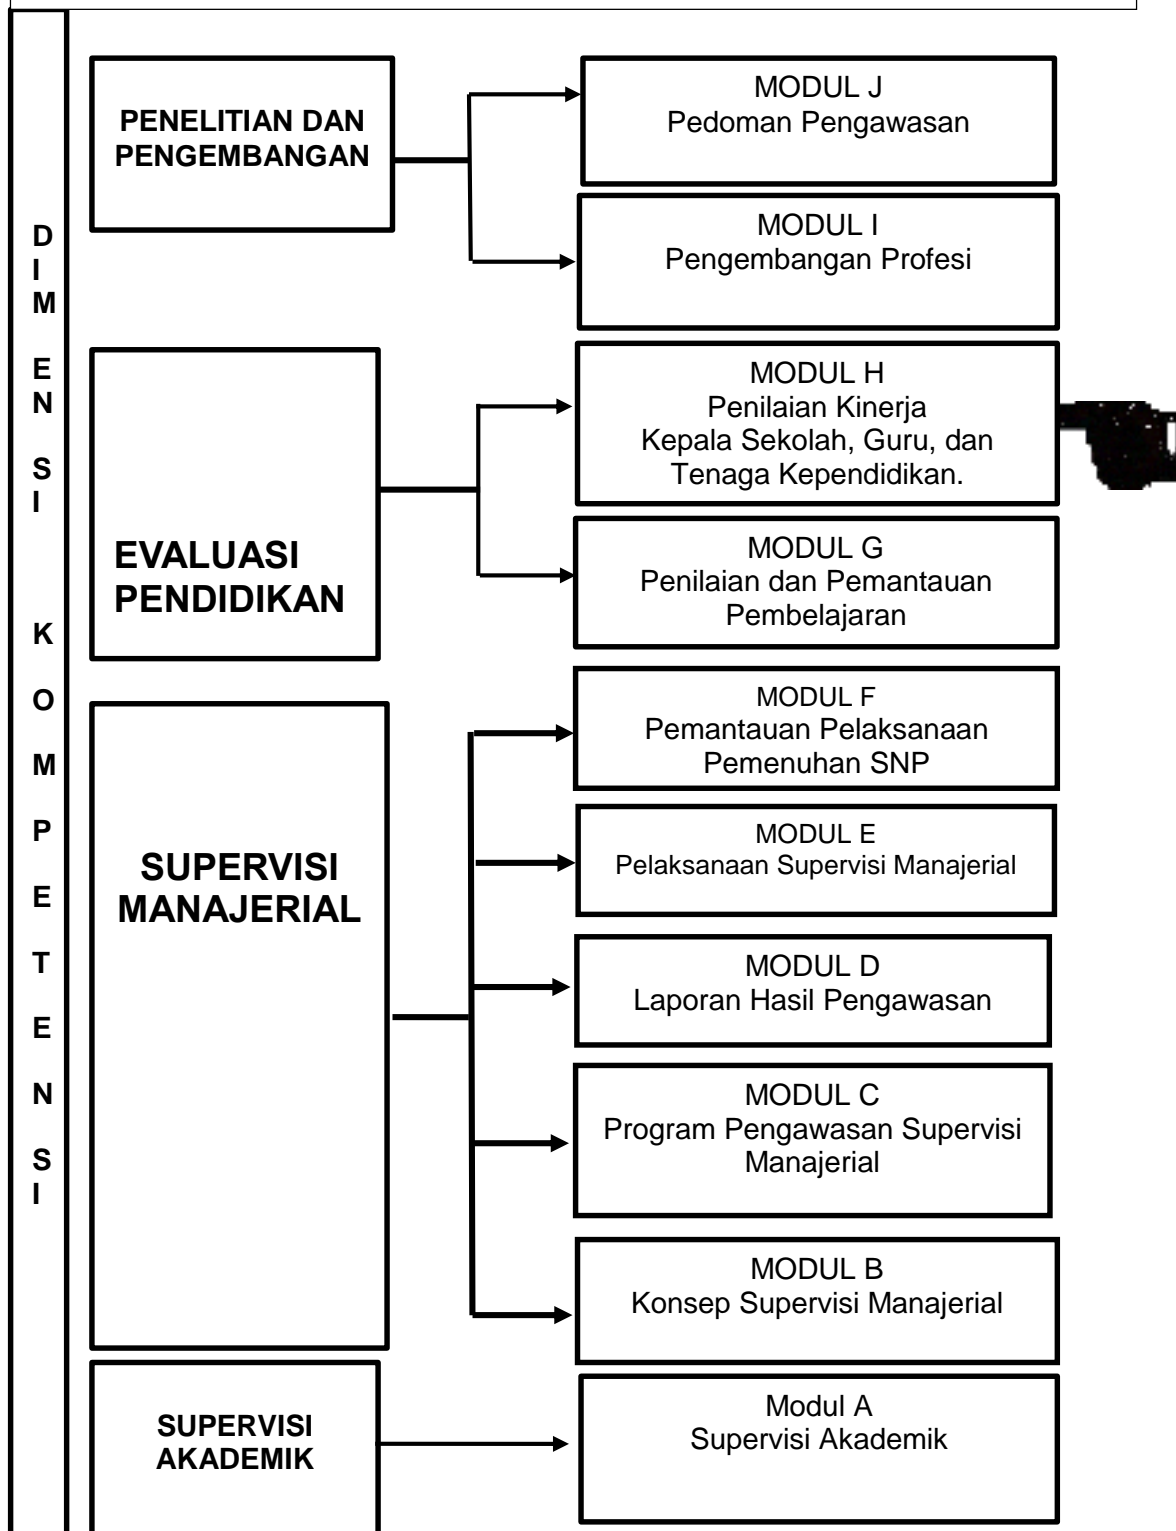 DIMENSI KOMPETENSI
PENELITIAN DAN
PENGEMBANGAN
MODUL J
Pedoman Pengawasan
MODUL I
Pengembangan Profesi
EVALUASI
PENDIDIKAN
MODUL H
Penilaian Kinerja
Kepala Sekolah, Guru, dan
Tenaga Kependidikan.
MODUL G
Penilaian dan Pemantauan
Pembelajaran
SUPERVISI
MANAJERIAL
MODUL F
Pemantauan Pelaksanaan
Pemenuhan SNP
MODUL E
Pelaksanaan Supervisi Manajerial
MODUL D
Laporan Hasil Pengawasan
MODUL C
Program Pengawasan Supervisi
Manajerial
MODUL B
Konsep Supervisi Manajerial
SUPERVISI
AKADEMIK
Modul A
Supervisi Akademik